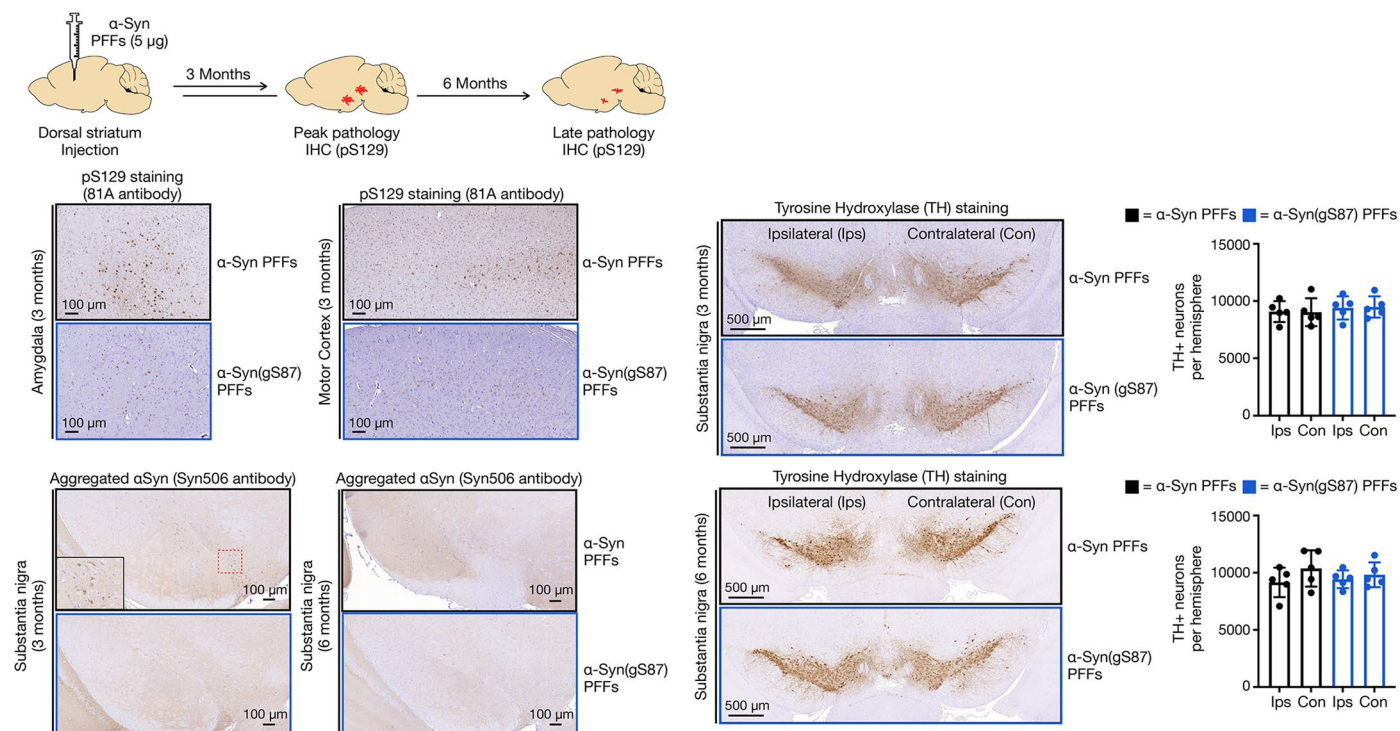 α-Syn
PFFs (5 µg)
3 Months
6 Months
Dorsal striatum
Injection
Peak pathology
IHC (pS129)
Late pathology
IHC (pS129)
pS129 staining
(81A antibody)
Amygdala (3 months)
100 µm
100 µm
pS129 staining (81A antibody)
Motor Cortex (3 months)
100 µm
100 µm
α-Syn PFFs
α-Syn(gS87)
PFFs
α-Syn PFFs
α-Syn(gS87)
PFFs
Tyrosine Hydroxylase (TH) staining
Ipsilateral (Ips)
Contralateral (Con)
Substantia nigra (3 months)
500 µm
500 µm
α-Syn PFFs
α-Syn (gS87)
PFFs
= α-Syn PFFs
= α-Syn(gS87) PFFs
TH+ neurons
per hemisphere
15000
10000
5000
0
Ips Con Ips Con
Aggregated αSyn (Syn506 antibody)
Substantia nigra
(3 months)
100 µm
100 µm
Aggregated αSyn (Syn506 antibody)
Substantia nigra
(6 months)
100 µm
100 µm
α-Syn
PFFs
α-Syn(gS87)
PFFs
Tyrosine Hydroxylase (TH) staining
Ipsilateral (Ips)
Contralateral (Con)
Substantia nigra (6 months)
500 µm
500 µm
α-Syn PFFs
α-Syn(gS87)
PFFs
= α-Syn PFFs
= α-Syn(gS87) PFFs
TH+ neurons
per hemisphere
15000
10000
5000
0
Ips Con Ips Con